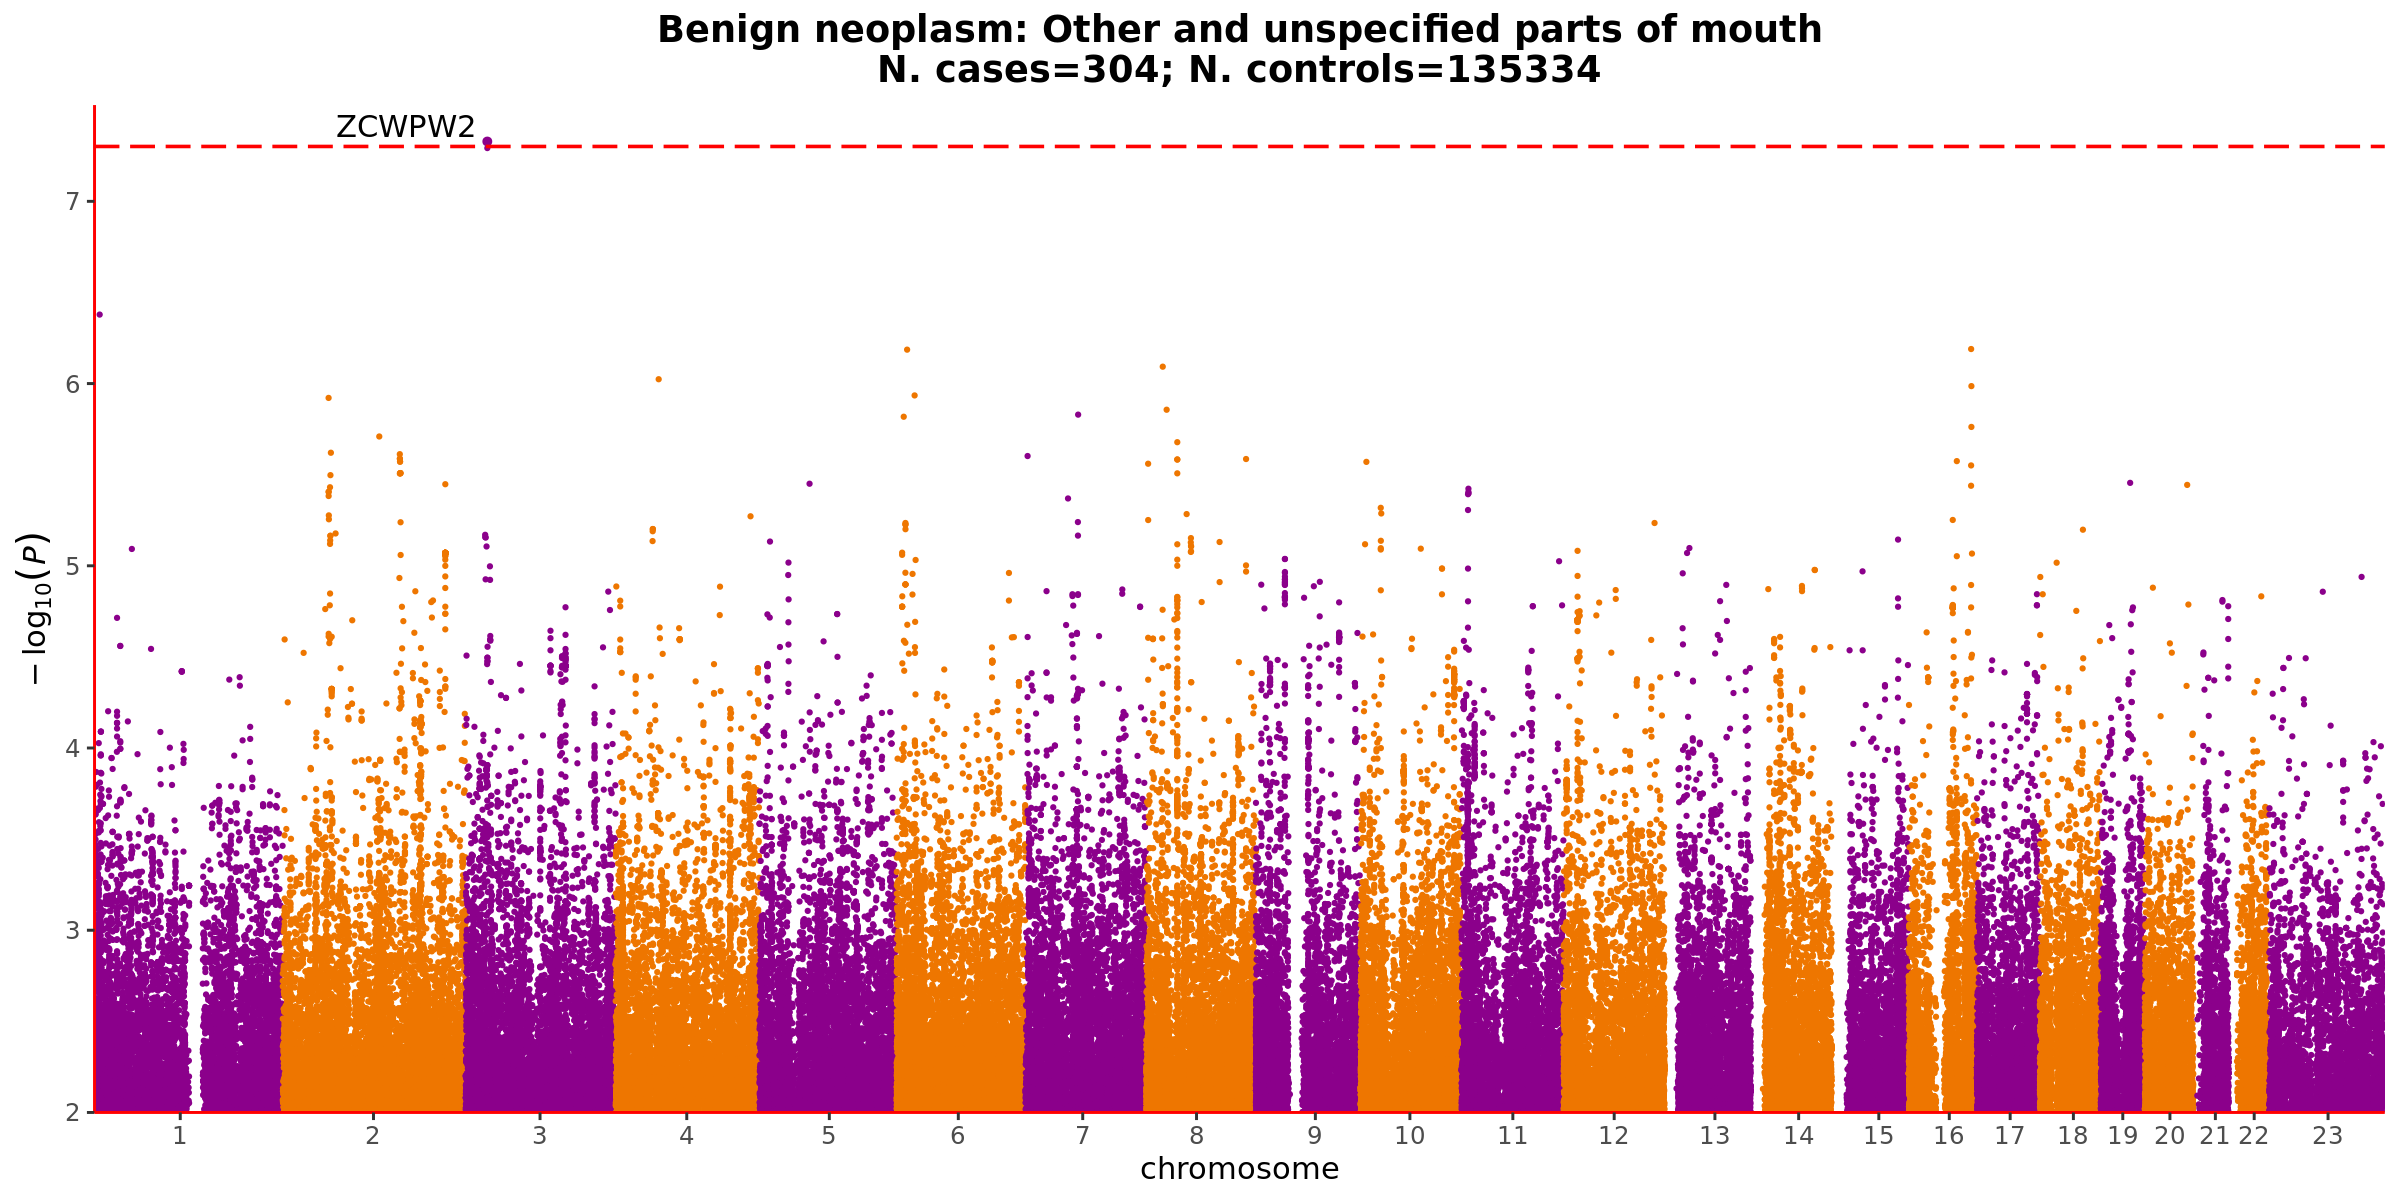 Benign neoplasm: Other and unspecified parts of mouth
N. cases=304; N. controls=135334
ZCWPW2
7
6
5
4
3
2
−log10(P)
1 2 3 4 5 6 7 8 9 10 11 12 13 14 15 16 17 18 19 20 21 22 23
chromosome